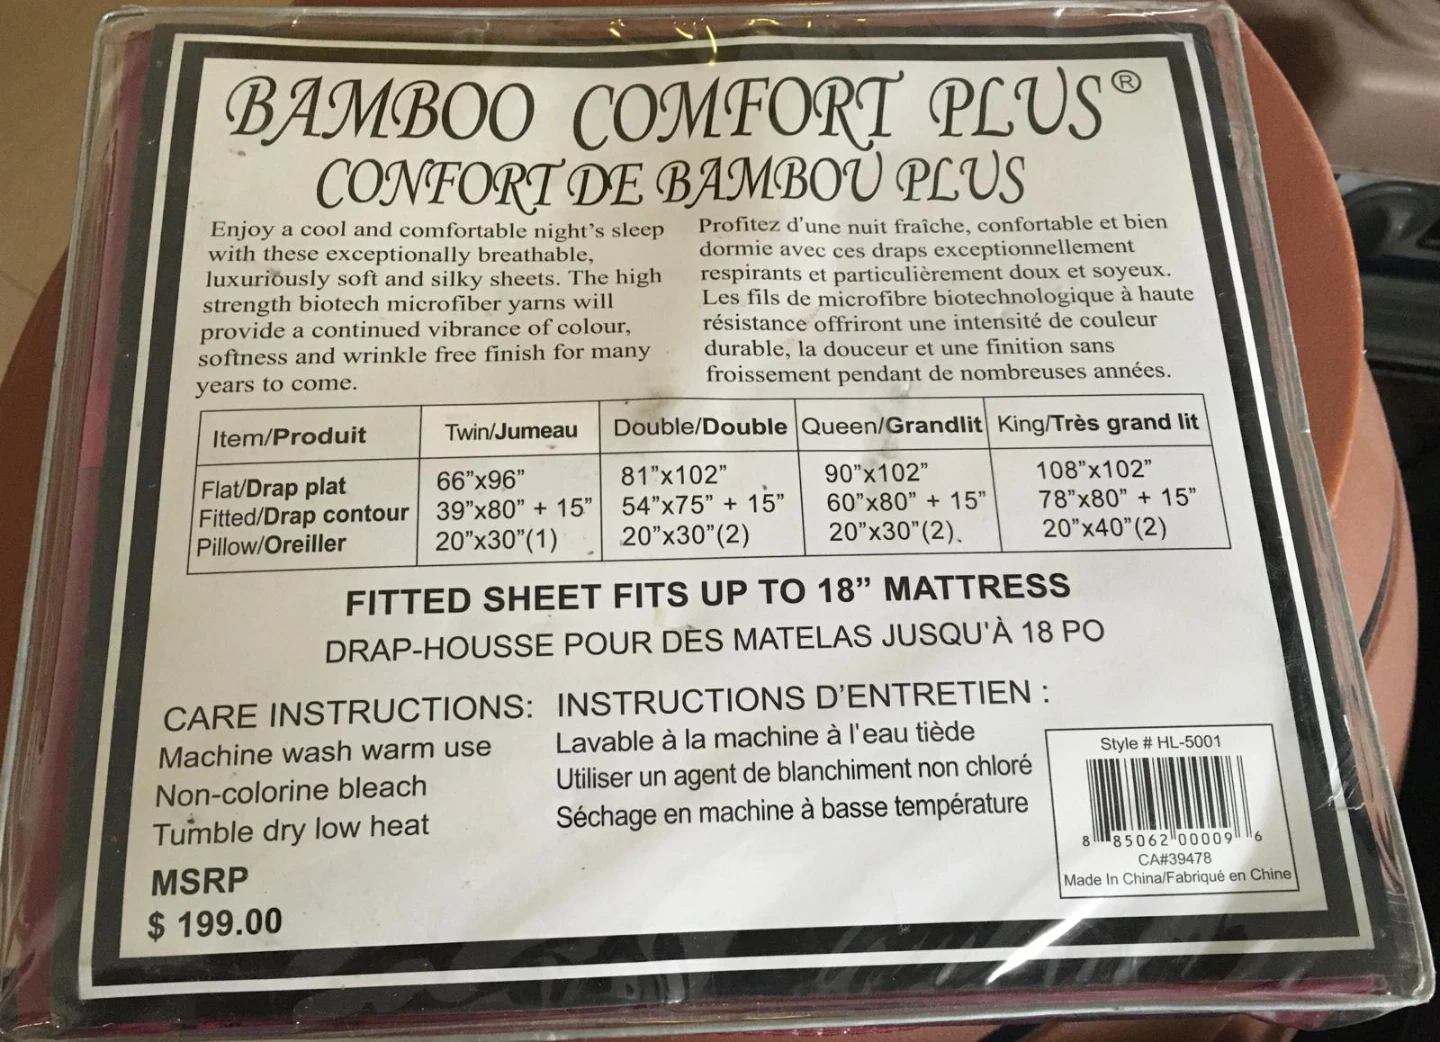 BAMBOO COMFORT PLUS®
CONFORT DE BAMBOU PLUS
Enjoy a cool and comfortable night's sleep
with these exceptionally breathable,
luxuriously soft and silky sheets. The high
strength biotech microfiber yarns will
provide a continued vibrance of colour,
softness and wrinkle free finish for many
years to come.
Profitez d'une nuit fraîche, confortable et bien
dormie avec ces draps exceptionnellement
respirants et particulièrement doux et soyeux.
Les fils de microfibre biotechnologique à haute
résistance offriront une intensité de couleur
durable, la douceur et une finition sans
froissement pendant de nombreuses années.
Item/Produit Twin/Jumeau Double/Double Queen/Grandlit King/Très grand lit
Flat/Drap plat 66"x96" 81"x102" 90"x102" 108"x102"
Fitted/Drap contour 39"x80" + 15" 54"x75" + 15" 60"x80" + 15" 78"x80" + 15"
Pillow/Oreiller 20"x30"(1) 20"x30"(2) 20"x30"(2) 20"x40"(2)
FITTED SHEET FITS UP TO 18" MATTRESS
DRAP-HOUSSE POUR DES MATELAS JUSQU'À 18 PO
CARE INSTRUCTIONS:
Machine wash warm use
Non-colorine bleach
Tumble dry low heat
INSTRUCTIONS D'ENTRETIEN :
Lavable à la machine à l'eau tiède
Utiliser un agent de blanchiment non chloré
Séchage en machine à basse température
MSRP
$ 199.00
Style # HL-5001
8 85062 00009 6
CA#39478
Made In China/Fabriqué en Chine